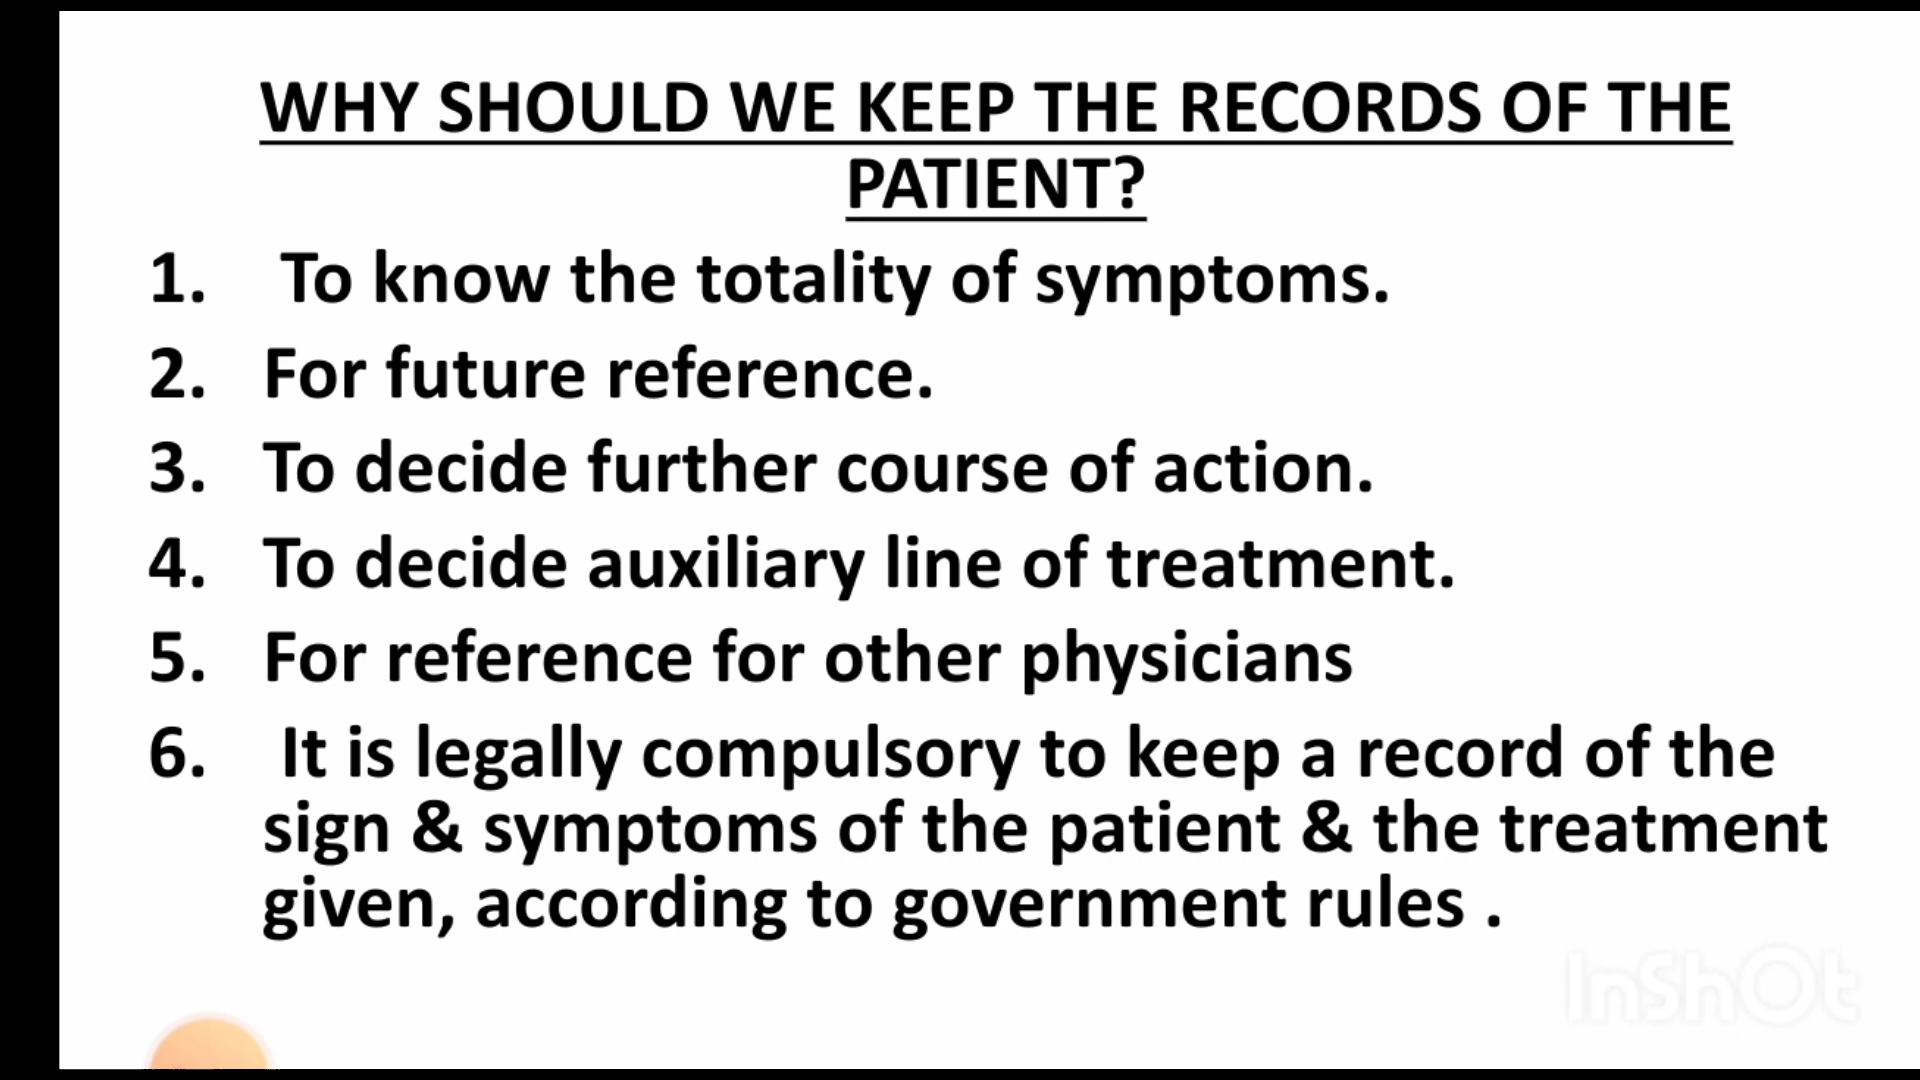 WHY SHOULD WE KEEP THE RECORDS OF THE
PATIENT?
1. To know the totality of symptoms.
2. For future reference.
3. To decide further course of action.
4. To decide auxiliary line of treatment.
5. For reference for other physicians
6. It is legally compulsory to keep a record of the
sign & symptoms of the patient & the treatment
given, according to government rules .
InShOt